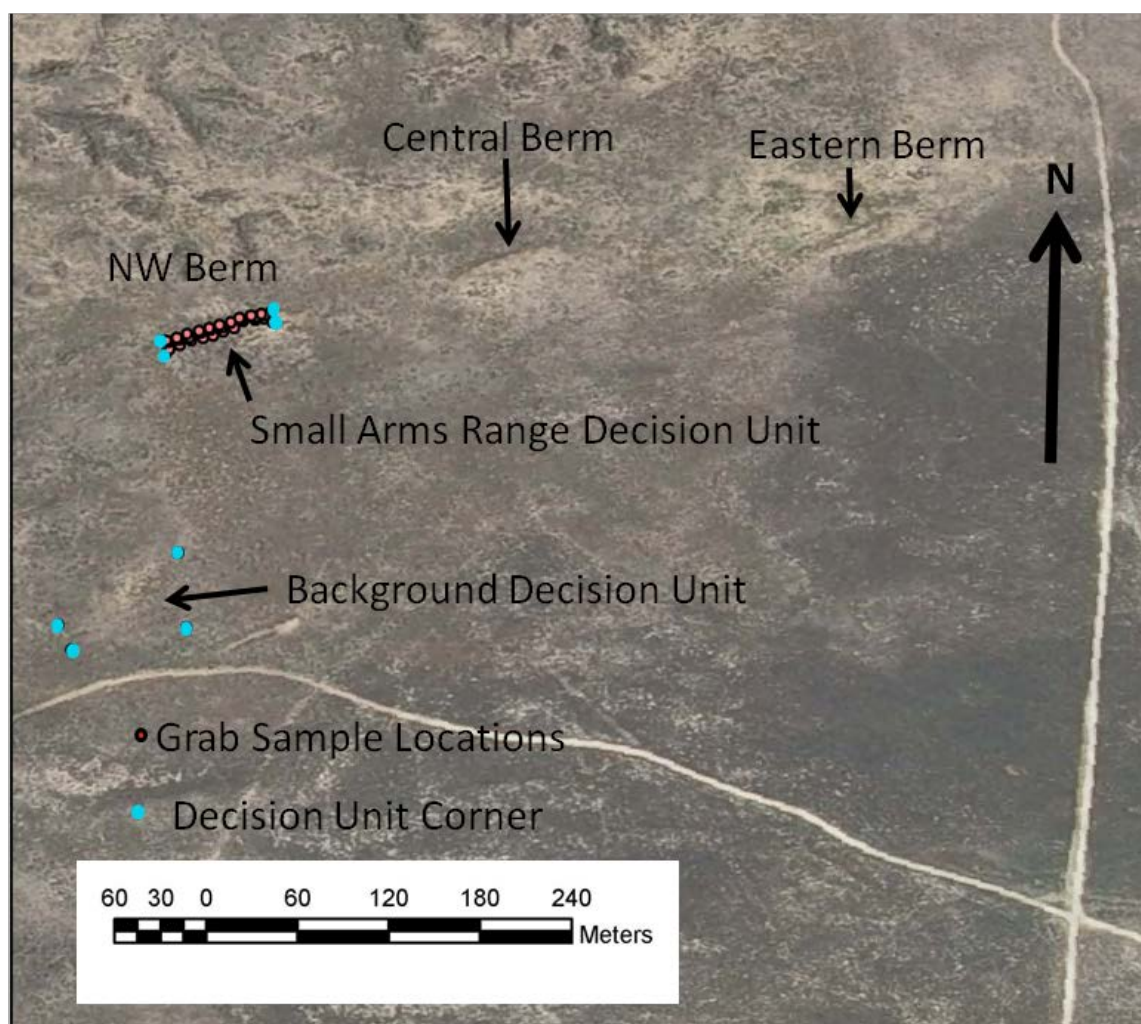 Central Berm
Eastern Berm
N
NW Berm
Small Arms Range Decision Unit
Background Decision Unit
Grab Sample Locations
Decision Unit Corner
60 30 0 60 120 180 240
Meters